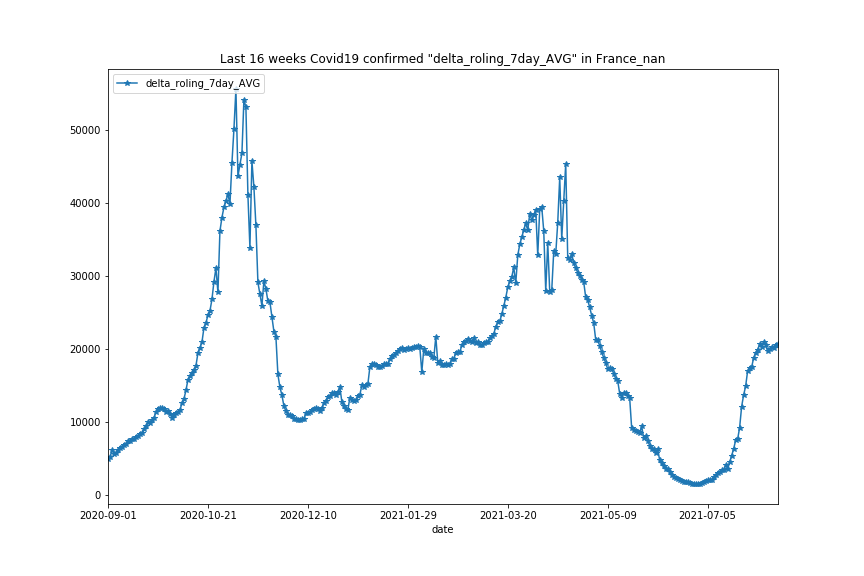 Last 16 weeks Covid19 confirmed "delta_roling_7day_AVG" in France_nan
delta_roling_7day_AVG
50000
40000
30000
20000
10000
0
2020-09-01 2020-10-21 2020-12-10 2021-01-29 2021-03-20 2021-05-09 2021-07-05
date